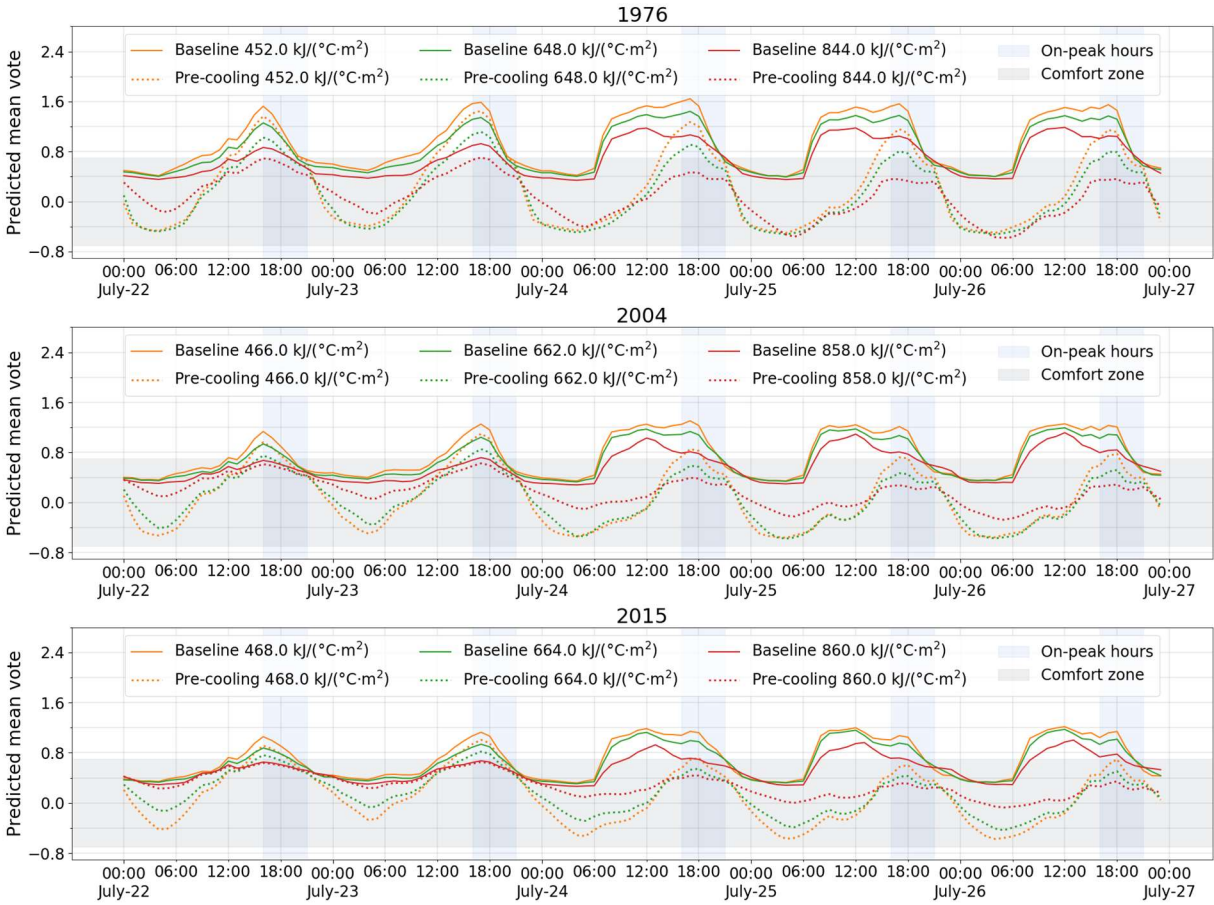 1976
Predicted mean vote
2.4
1.6
0.8
0.0
−0.8
Baseline 452.0 kJ/(°C·m²) Baseline 648.0 kJ/(°C·m²) Baseline 844.0 kJ/(°C·m²) On-peak hours
Pre-cooling 452.0 kJ/(°C·m²) Pre-cooling 648.0 kJ/(°C·m²) Pre-cooling 844.0 kJ/(°C·m²) Comfort zone
00:00 06:00 12:00 18:00 00:00 06:00 12:00 18:00 00:00 06:00 12:00 18:00 00:00 06:00 12:00 18:00 00:00 06:00 12:00 18:00 00:00
July-22 July-23 July-24 July-25 July-26 July-27
2004
Predicted mean vote
2.4
1.6
0.8
0.0
−0.8
Baseline 466.0 kJ/(°C·m²) Baseline 662.0 kJ/(°C·m²) Baseline 858.0 kJ/(°C·m²) On-peak hours
Pre-cooling 466.0 kJ/(°C·m²) Pre-cooling 662.0 kJ/(°C·m²) Pre-cooling 858.0 kJ/(°C·m²) Comfort zone
00:00 06:00 12:00 18:00 00:00 06:00 12:00 18:00 00:00 06:00 12:00 18:00 00:00 06:00 12:00 18:00 00:00 06:00 12:00 18:00 00:00
July-22 July-23 July-24 July-25 July-26 July-27
2015
Predicted mean vote
2.4
1.6
0.8
0.0
−0.8
Baseline 468.0 kJ/(°C·m²) Baseline 664.0 kJ/(°C·m²) Baseline 860.0 kJ/(°C·m²) On-peak hours
Pre-cooling 468.0 kJ/(°C·m²) Pre-cooling 664.0 kJ/(°C·m²) Pre-cooling 860.0 kJ/(°C·m²) Comfort zone
00:00 06:00 12:00 18:00 00:00 06:00 12:00 18:00 00:00 06:00 12:00 18:00 00:00 06:00 12:00 18:00 00:00 06:00 12:00 18:00 00:00
July-22 July-23 July-24 July-25 July-26 July-27